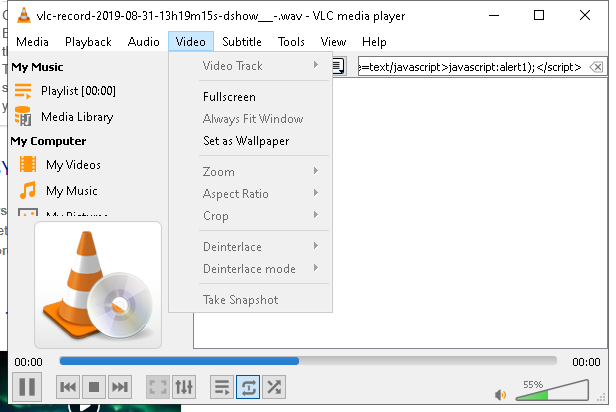 vlc-record-2019-08-31-13h19m15s-dshow__-.wav - VLC media player
Media Playback Audio Video Subtitle Tools View Help
My Music
Playlist [00:00]
Media Library
My Computer
My Videos
My Music
My Pictures
Video Track
Fullscreen
Always Fit Window
Set as Wallpaper
Zoom
Aspect Ratio
Crop
Deinterlace
Deinterlace mode
Take Snapshot
e=text/javascript>javascript:alert1);</script>
00:00
00:00
55%